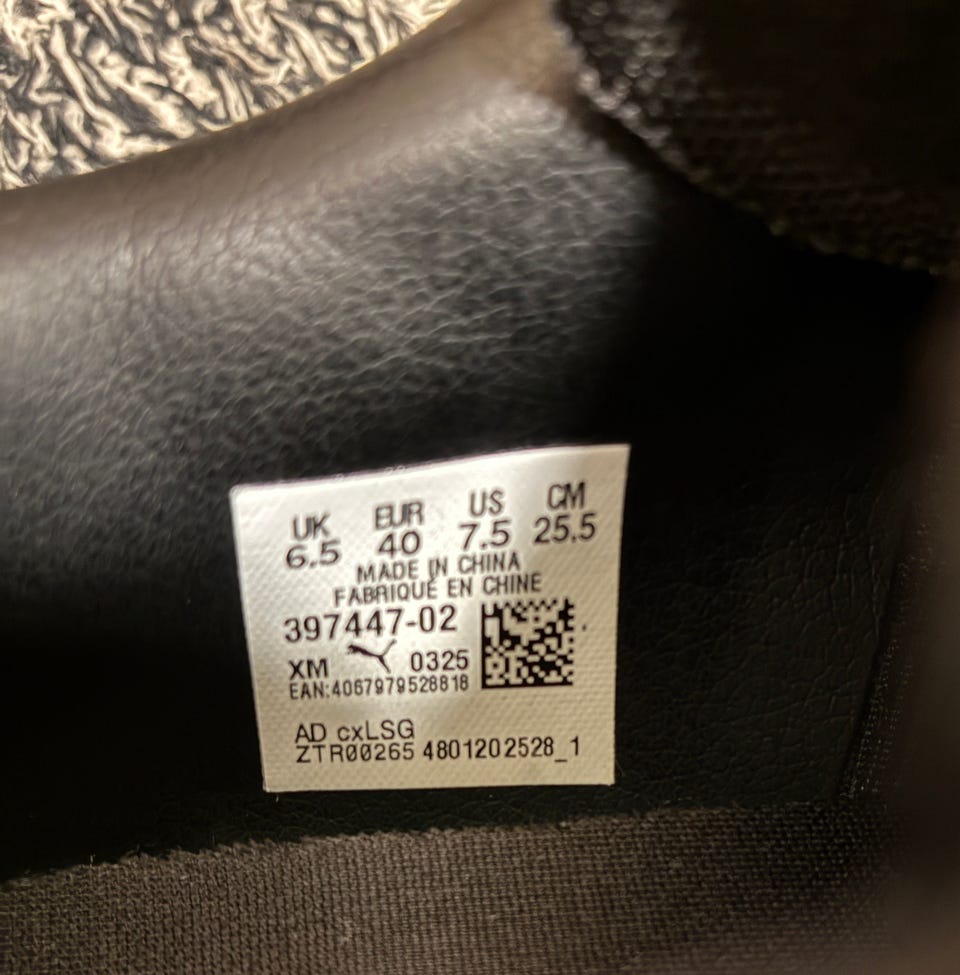 UK EUR US CM
6.5 40 7.5 25.5
MADE IN CHINA
FABRIQUÉ EN CHINE
397447-02
XM 0325
EAN:4067979528818
AD cxLSG
ZTR00265 4801202528_1